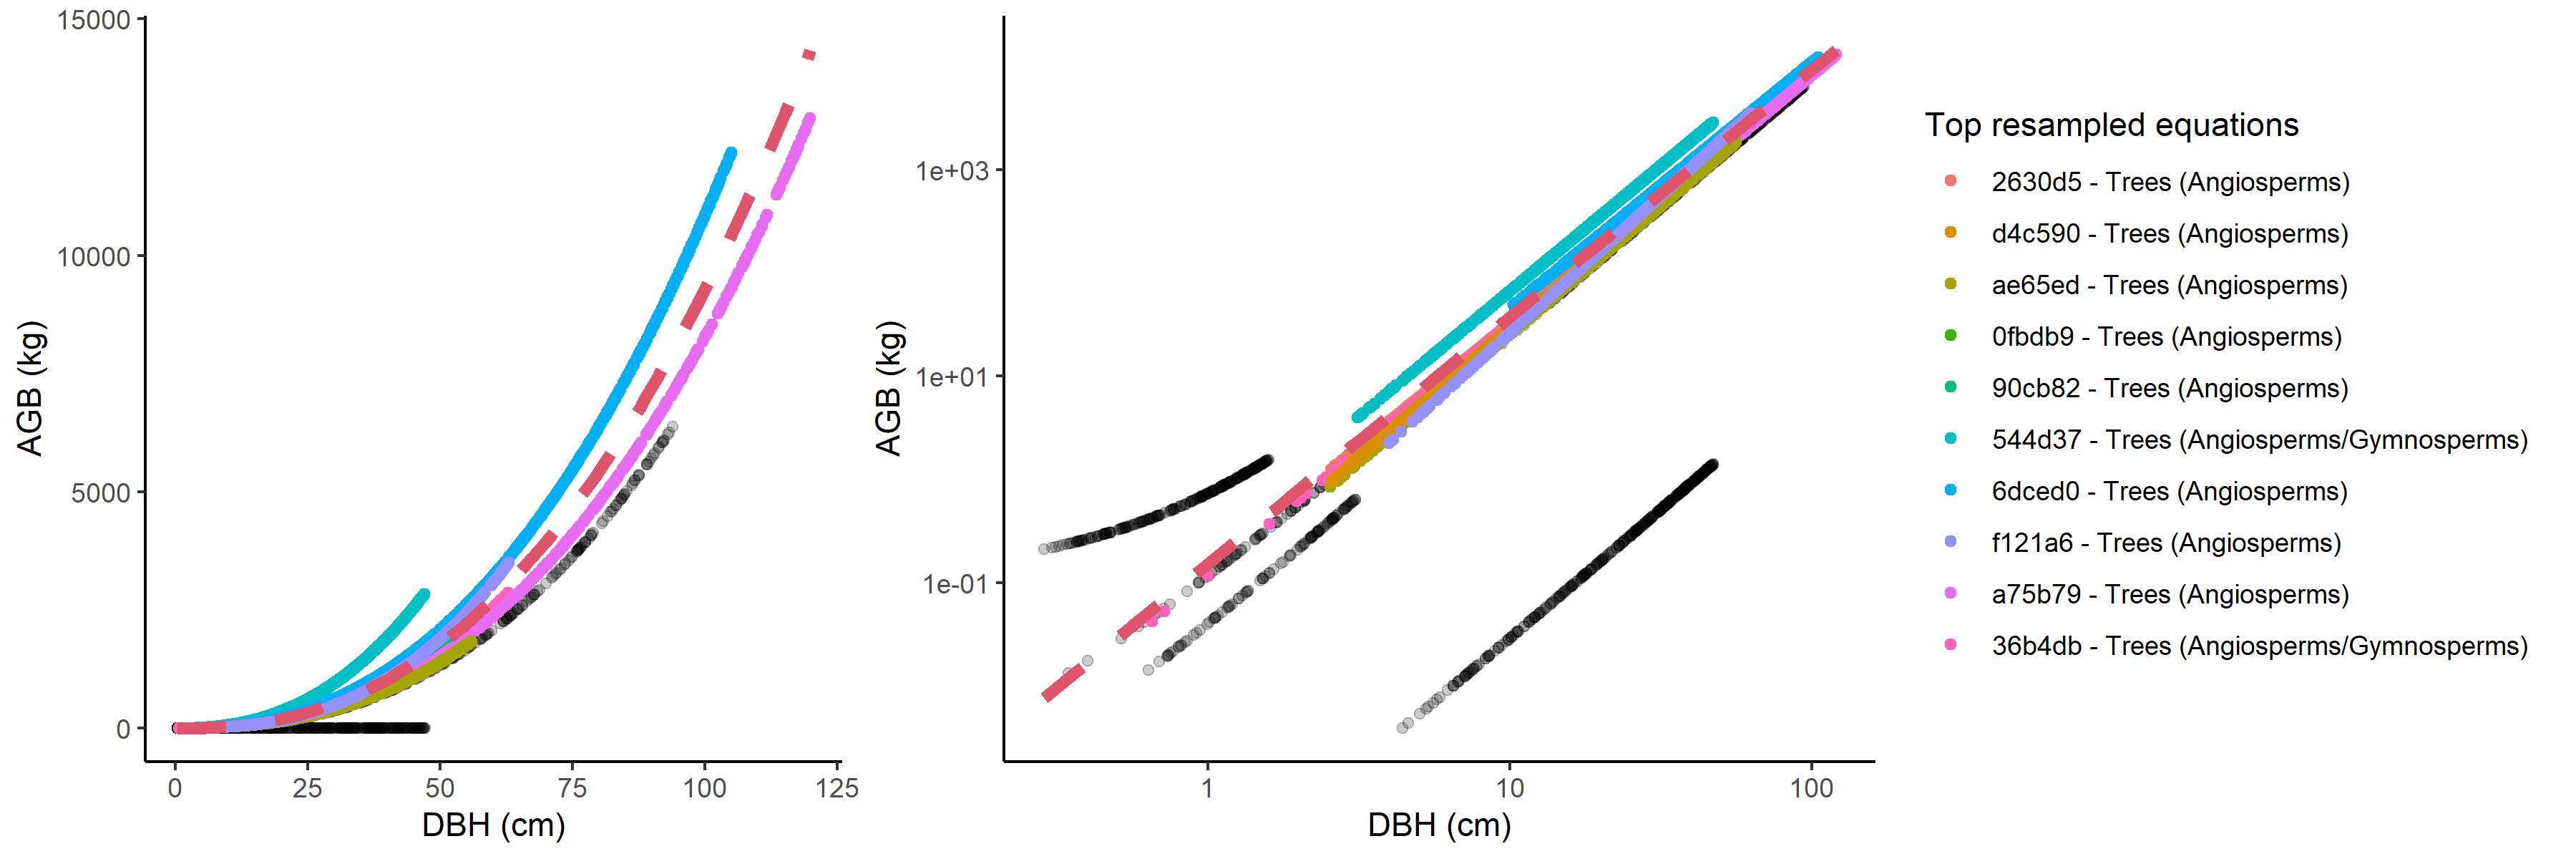 15000
10000
5000
0
AGB (kg)
0 25 50 75 100 125
DBH (cm)
1e+03
1e+01
1e-01
AGB (kg)
1 10 100
DBH (cm)
Top resampled equations
2630d5 - Trees (Angiosperms)
d4c590 - Trees (Angiosperms)
ae65ed - Trees (Angiosperms)
0fbdb9 - Trees (Angiosperms)
90cb82 - Trees (Angiosperms)
544d37 - Trees (Angiosperms/Gymnosperms)
6dced0 - Trees (Angiosperms)
f121a6 - Trees (Angiosperms)
a75b79 - Trees (Angiosperms)
36b4db - Trees (Angiosperms/Gymnosperms)